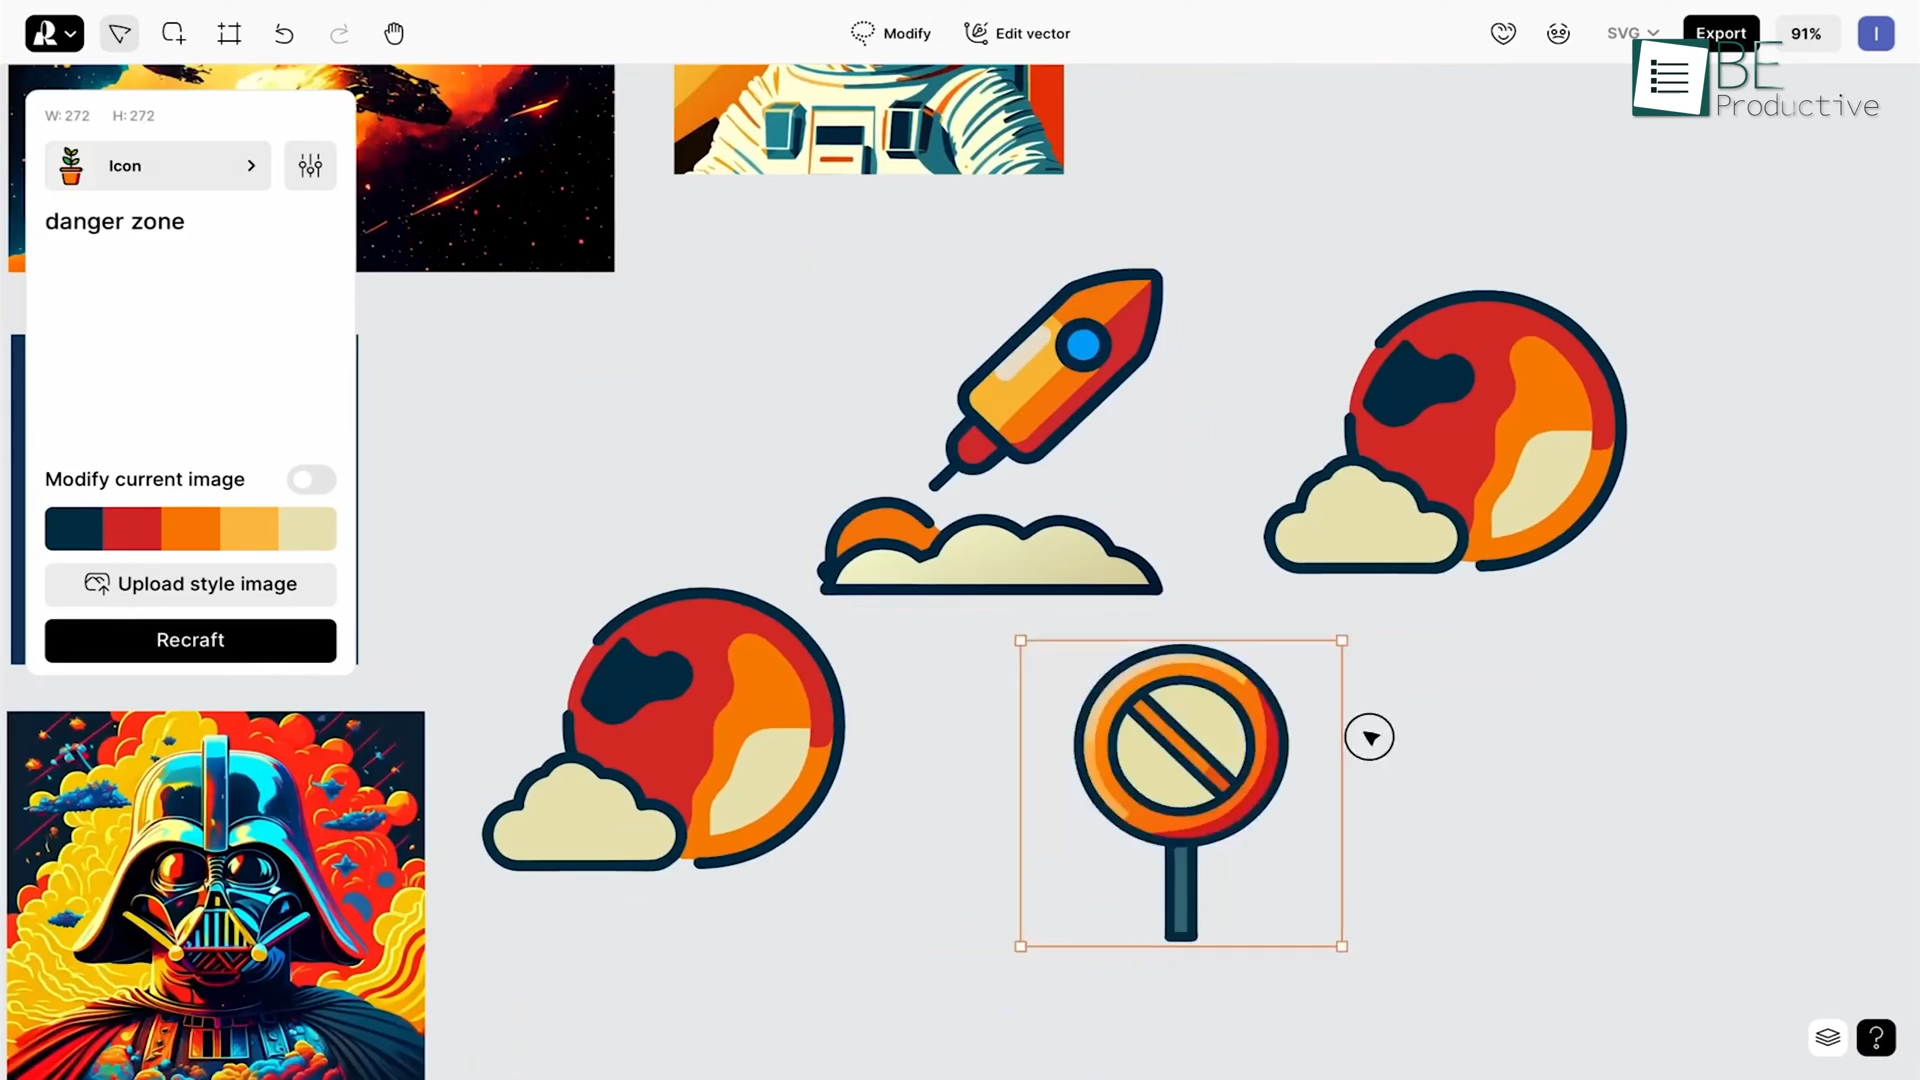 Modify
Edit vector
SVG
Export
91%
I
BE
Productive
W: 272 H: 272
Icon
danger zone
Modify current image
Upload style image
Recraft
?